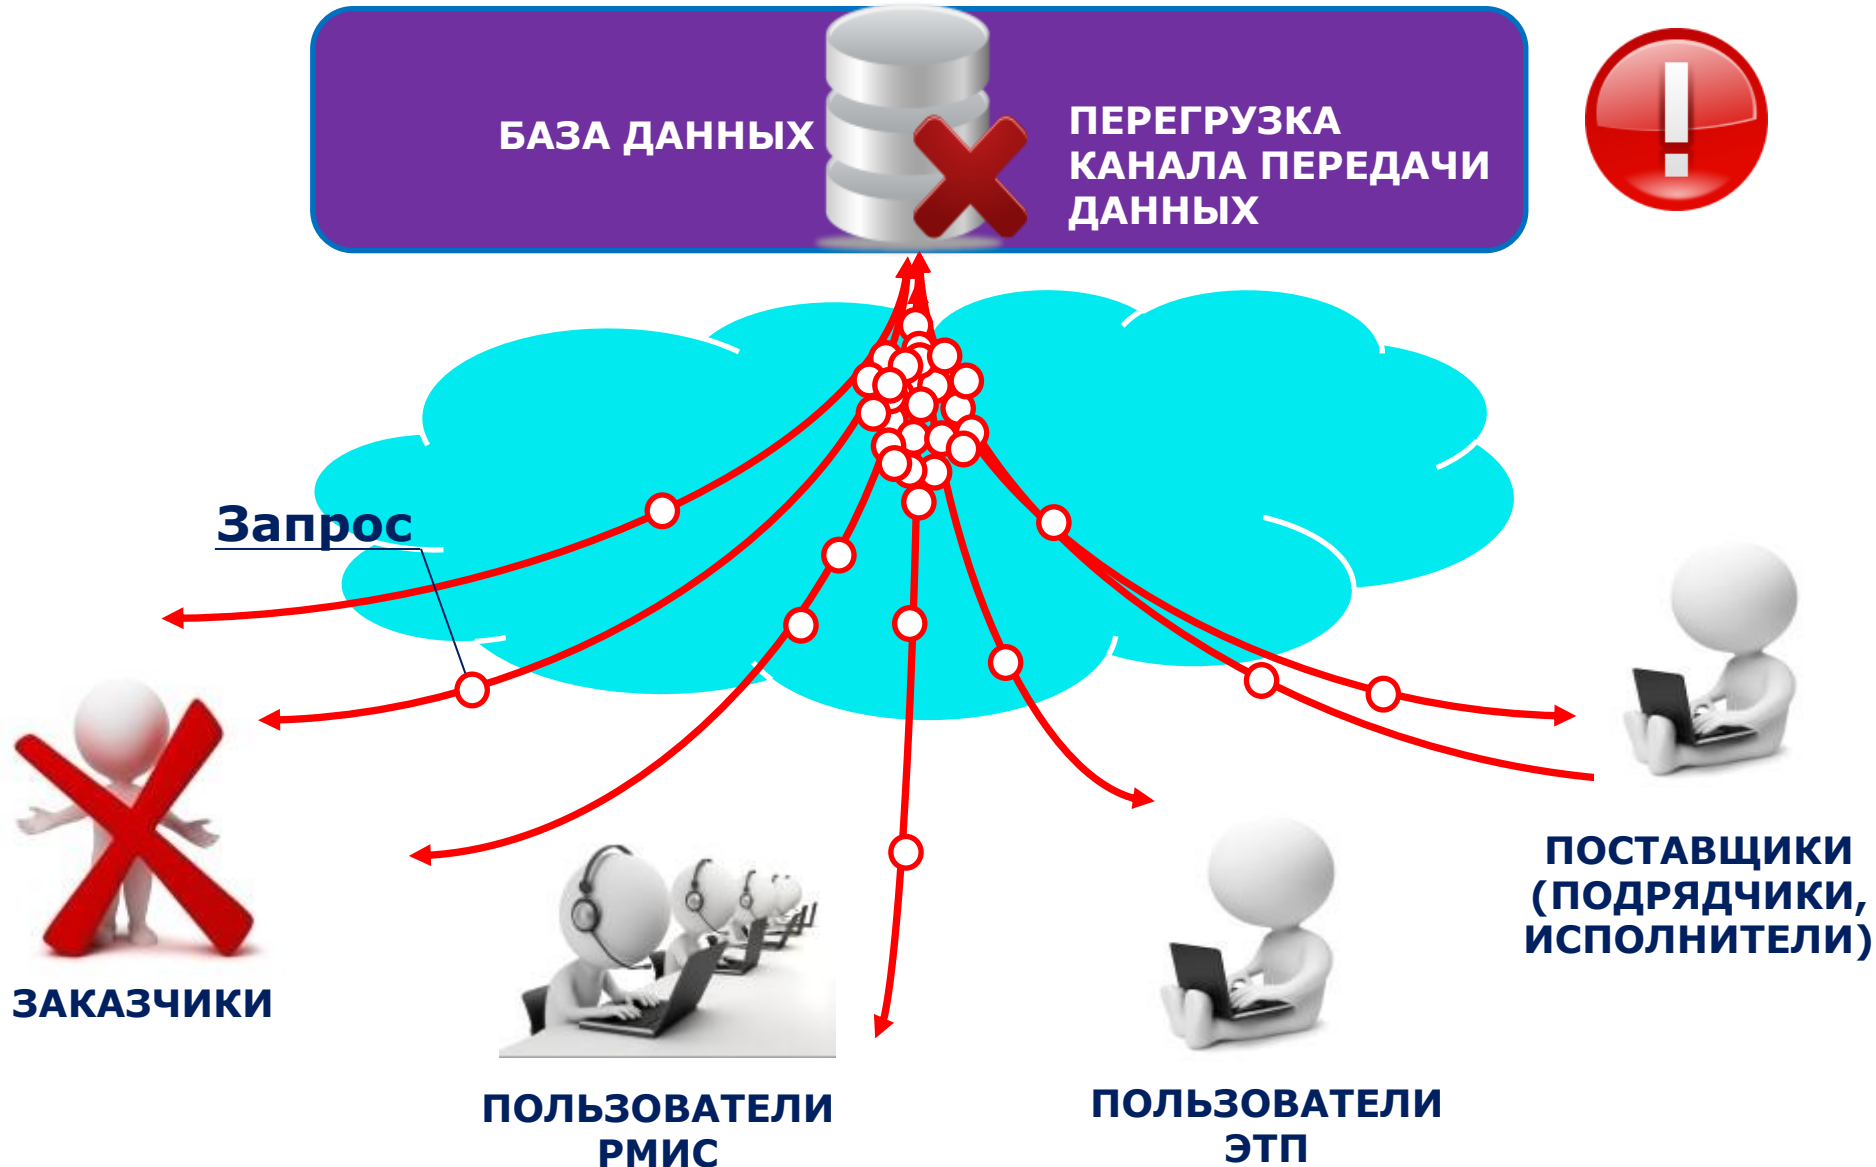 БАЗА ДАННЫХ
ПЕРЕГРУЗКА
КАНАЛА ПЕРЕДАЧИ
ДАННЫХ
Запрос
ПОСТАВЩИКИ
(ПОДРЯДЧИКИ,
ИСПОЛНИТЕЛИ)
ЗАКАЗЧИКИ
ПОЛЬЗОВАТЕЛИ
РМИС
ПОЛЬЗОВАТЕЛИ
ЭТП